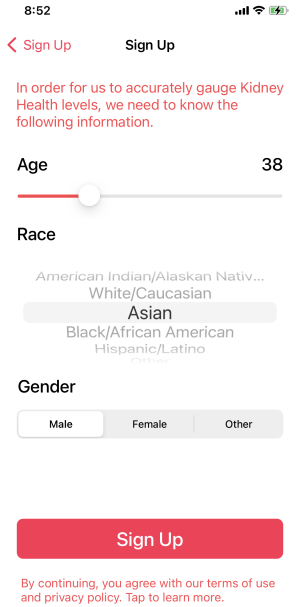 8:52
Sign Up
Sign Up
In order for us to accurately gauge Kidney
Health levels, we need to know the
following information.
Age 38
Race
American Indian/Alaskan Nativ...
White/Caucasian
Asian
Black/African American
Hispanic/Latino
Other
Gender
Male Female Other
Sign Up
By continuing, you agree with our terms of use
and privacy policy. Tap to learn more.